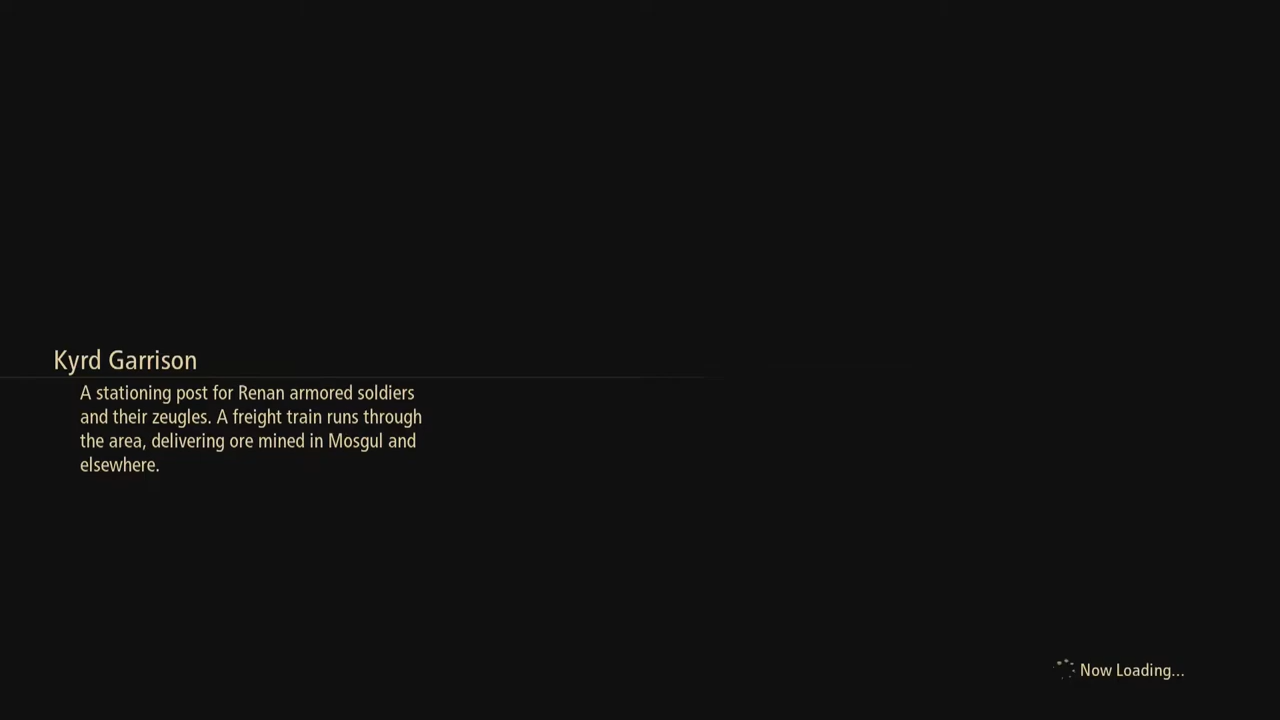 Kyrd Garrison
A stationing post for Renan armored soldiers
and their zeugles. A freight train runs through
the area, delivering ore mined in Mosgul and
elsewhere.
Now Loading...